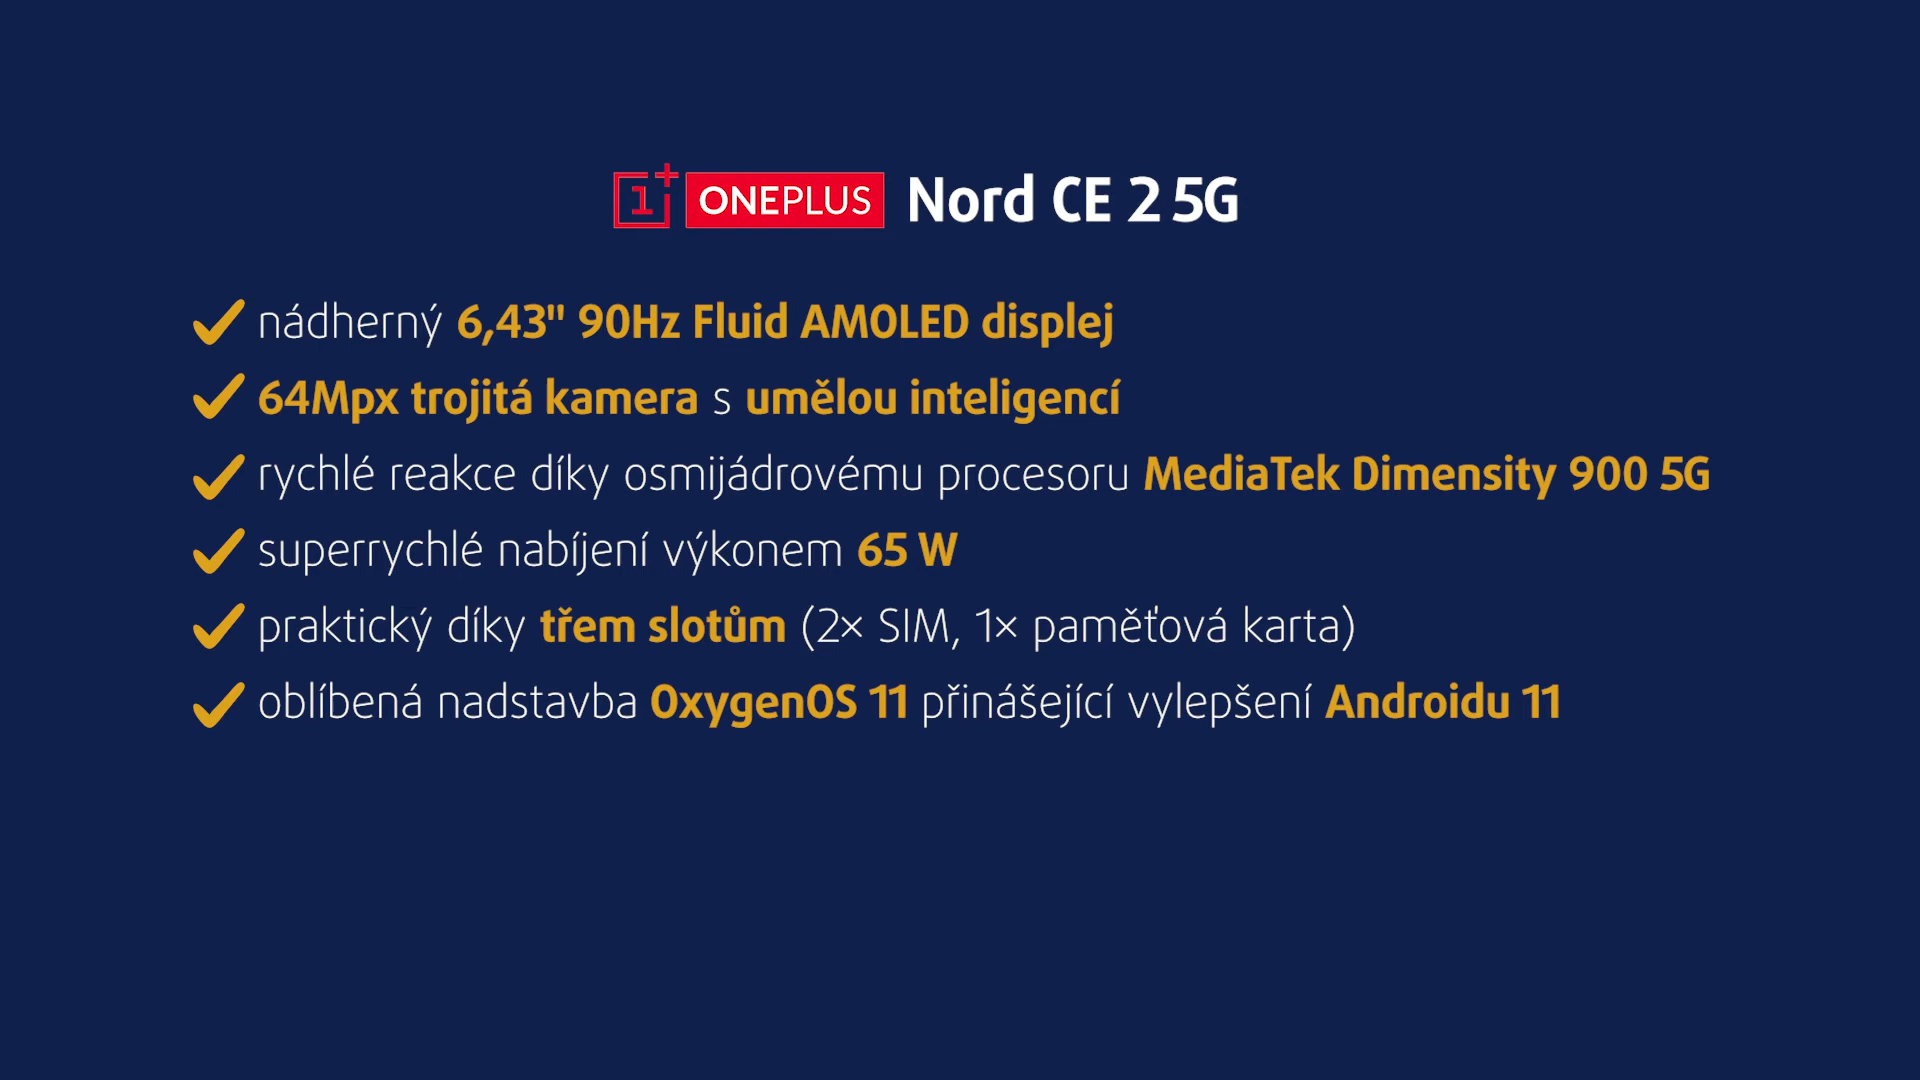 1+ ONEPLUS Nord CE 2 5G
nádherný 6,43" 90Hz Fluid AMOLED displej
64Mpx trojitá kamera s umělou inteligencí
rychlé reakce díky osmijádrovému procesoru MediaTek Dimensity 900 5G
superrychlé nabíjení výkonem 65 W
praktický díky třem slotům (2× SIM, 1× paměťová karta)
oblíbená nadstavba OxygenOS 11 přinášející vylepšení Androidu 11